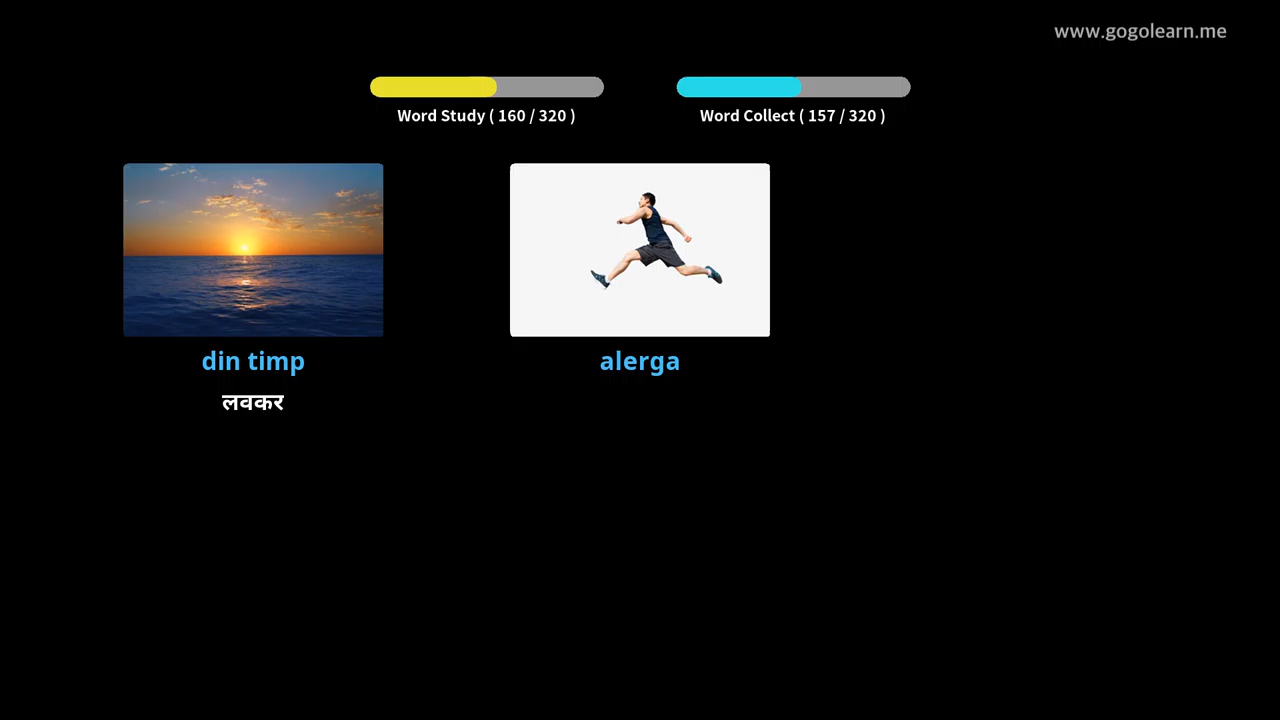 www.gogolearn.me
Word Study ( 160 / 320 )
Word Collect ( 157 / 320 )
din timp
alerga
लवकर